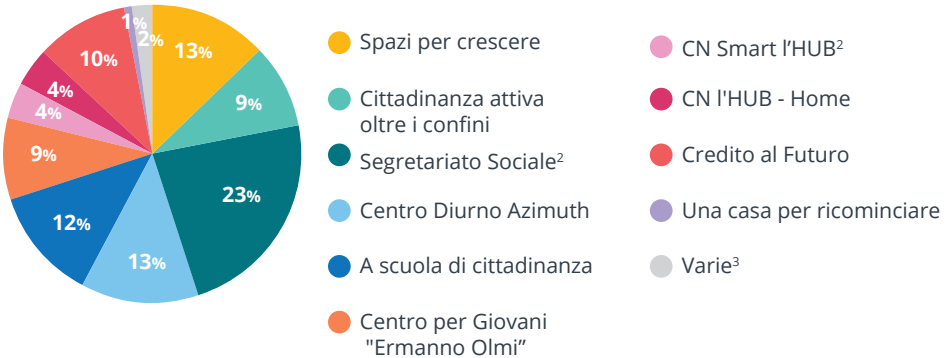 1%
2%
13%
10%
9%
4%
4%
9%
23%
12%
13%
Spazi per crescere
Cittadinanza attiva
oltre i confini
Segretariato Sociale²
Centro Diurno Azimuth
A scuola di cittadinanza
Centro per Giovani
"Ermanno Olmi”
CN Smart l’HUB²
CN l'HUB - Home
Credito al Futuro
Una casa per ricominciare
Varie³